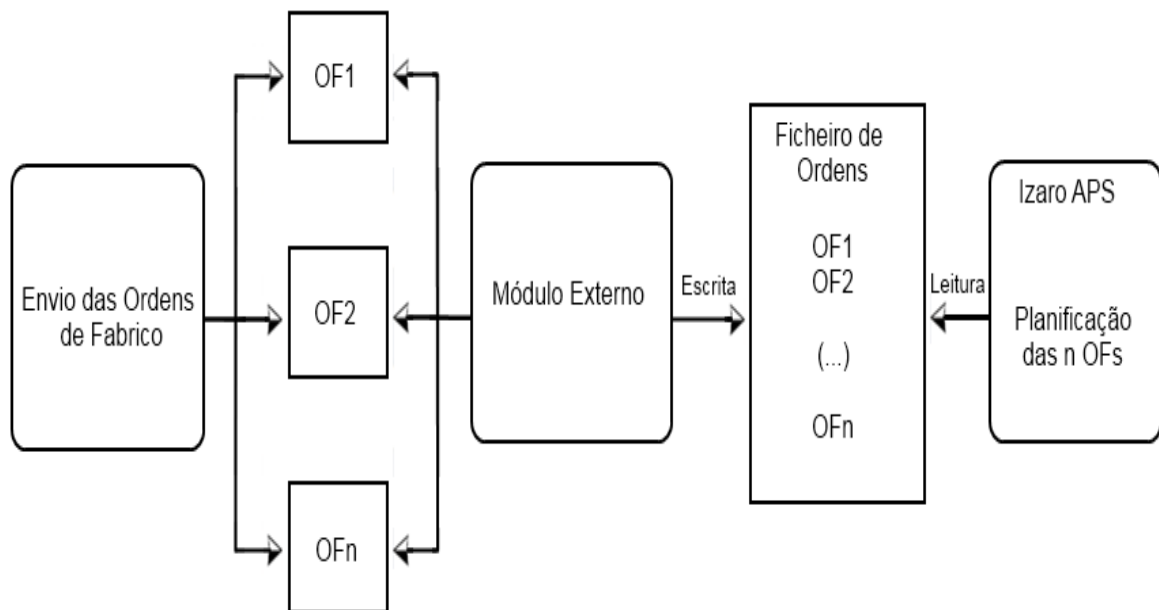 Envio das Ordens
de Fabrico
OF1
OF2
OFn
Módulo Externo
Escrita
Ficheiro de
Ordens
OF1
OF2
(...)
OFn
Leitura
Izaro APS
Planificação
das n OFs